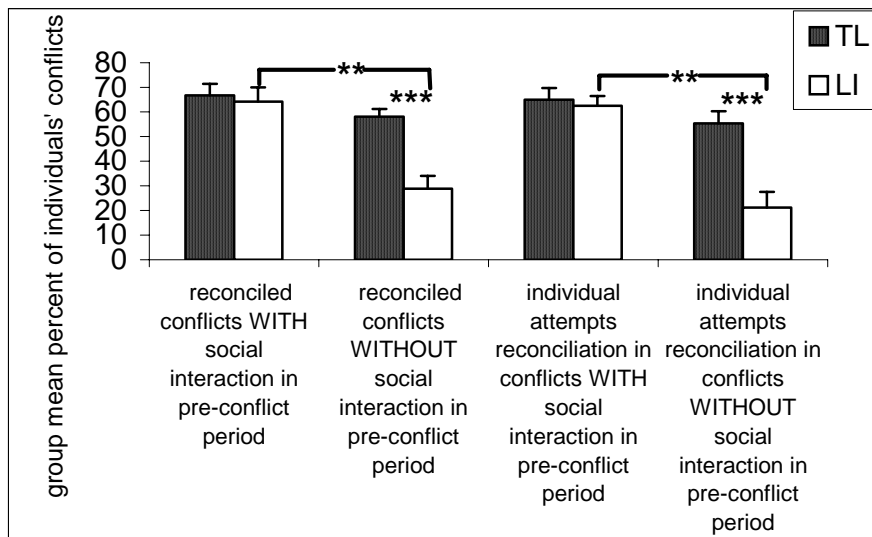 TL
LI
group mean percent of individuals' conflicts
80
70
60
50
40
30
20
10
0
**
***
**
***
reconciled
conflicts WITH
social
interaction in
pre-conflict
period
reconciled
conflicts
WITHOUT
social
interaction in
pre-conflict
period
individual
attempts
reconciliation in
conflicts WITH
social
interaction in
pre-conflict
period
individual
attempts
reconciliation in
conflicts
WITHOUT
social
interaction in
pre-conflict
period